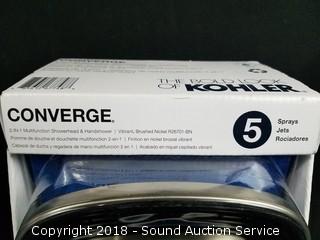 THE BOLD LOOK
OF KOHLER
CONVERGE.
2-in-1 Multifunction Showerhead & Handshower | Vibrant, Brushed Nickel R26701-BN
Pomme de douche et douchette multifonction 2-en-1 | Finition en nickel brossé vibrant
Cabeza de ducha y regadera de mano multifunción 2 en 1 | Acabado en níquel cepillado vibrant
5
Sprays
Jets
Rociadores
Copyright 2018 - Sound Auction Service